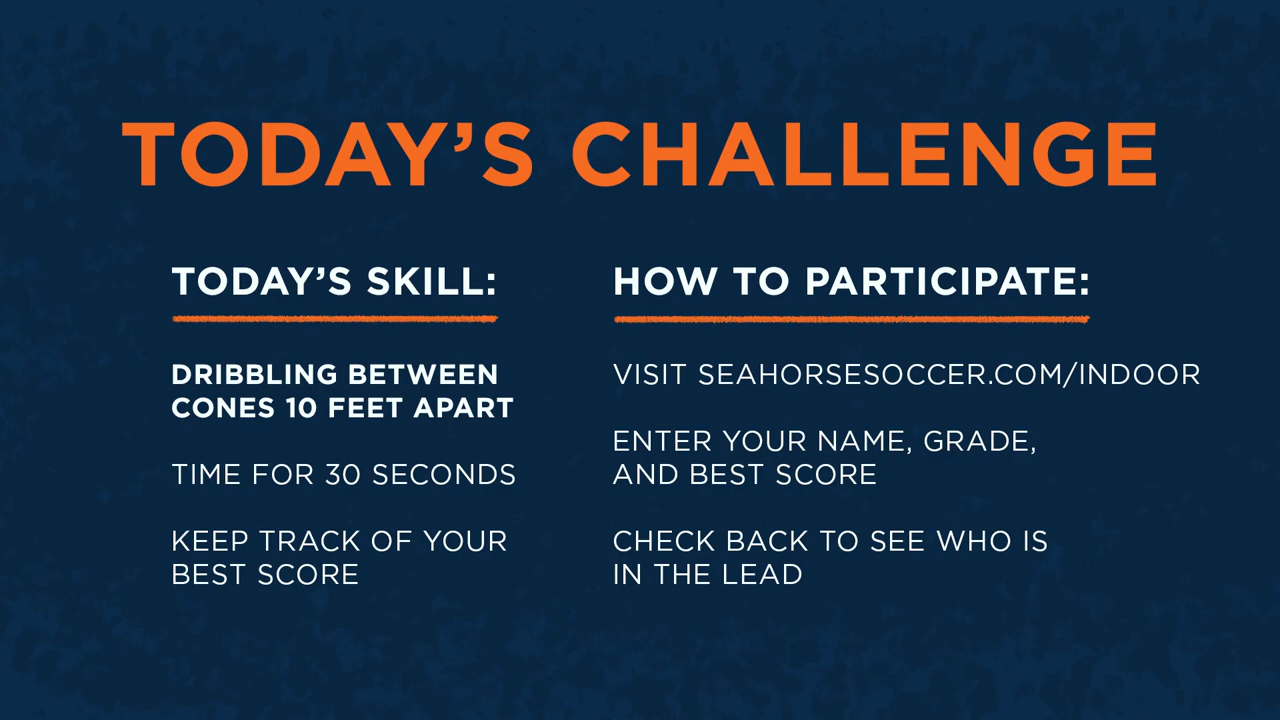 TODAY’S CHALLENGE
TODAY’S SKILL:
DRIBBLING BETWEEN
CONES 10 FEET APART
TIME FOR 30 SECONDS
KEEP TRACK OF YOUR
BEST SCORE
HOW TO PARTICIPATE:
VISIT SEAHORSESOCCER.COM/INDOOR
ENTER YOUR NAME, GRADE,
AND BEST SCORE
CHECK BACK TO SEE WHO IS
IN THE LEAD